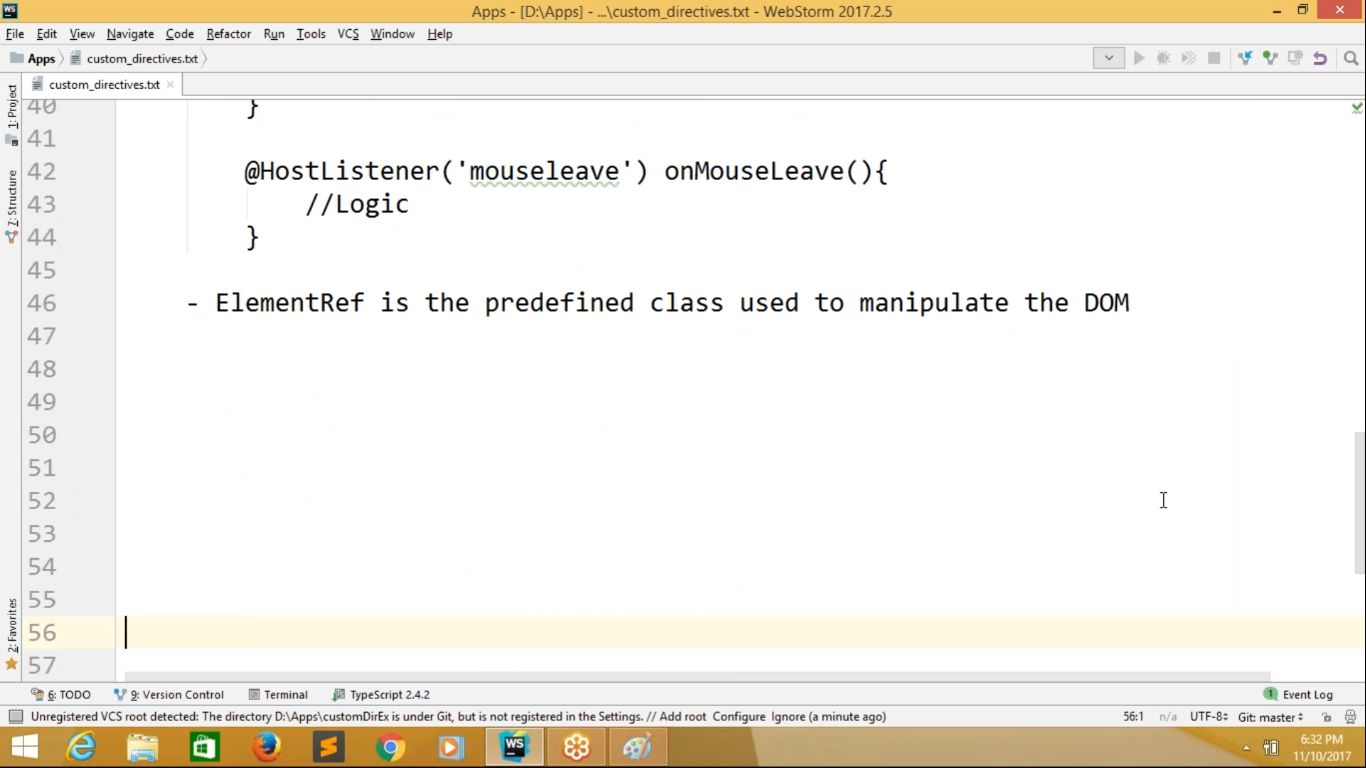 WS
Apps - [D:\Apps] - ...\custom_directives.txt - WebStorm 2017.2.5
File Edit View Navigate Code Refactor Run Tools VCS Window Help
Apps custom_directives.txt
custom_directives.txt
1: Project
7: Structure
2: Favorites
40 }
41
42 @HostListener('mouseleave') onMouseLeave(){
43 //Logic
44 }
45
46 - ElementRef is the predefined class used to manipulate the DOM
47
48
49
50
51
52
53
54
55
56
57
6: TODO 9: Version Control Terminal TypeScript 2.4.2 1 Event Log
Unregistered VCS root detected: The directory D:\Apps\customDirEx is under Git, but is not registered in the Settings. // Add root Configure Ignore (a minute ago) 56:1 n/a UTF-8 Git: master
WS 6:32 PM
11/10/2017